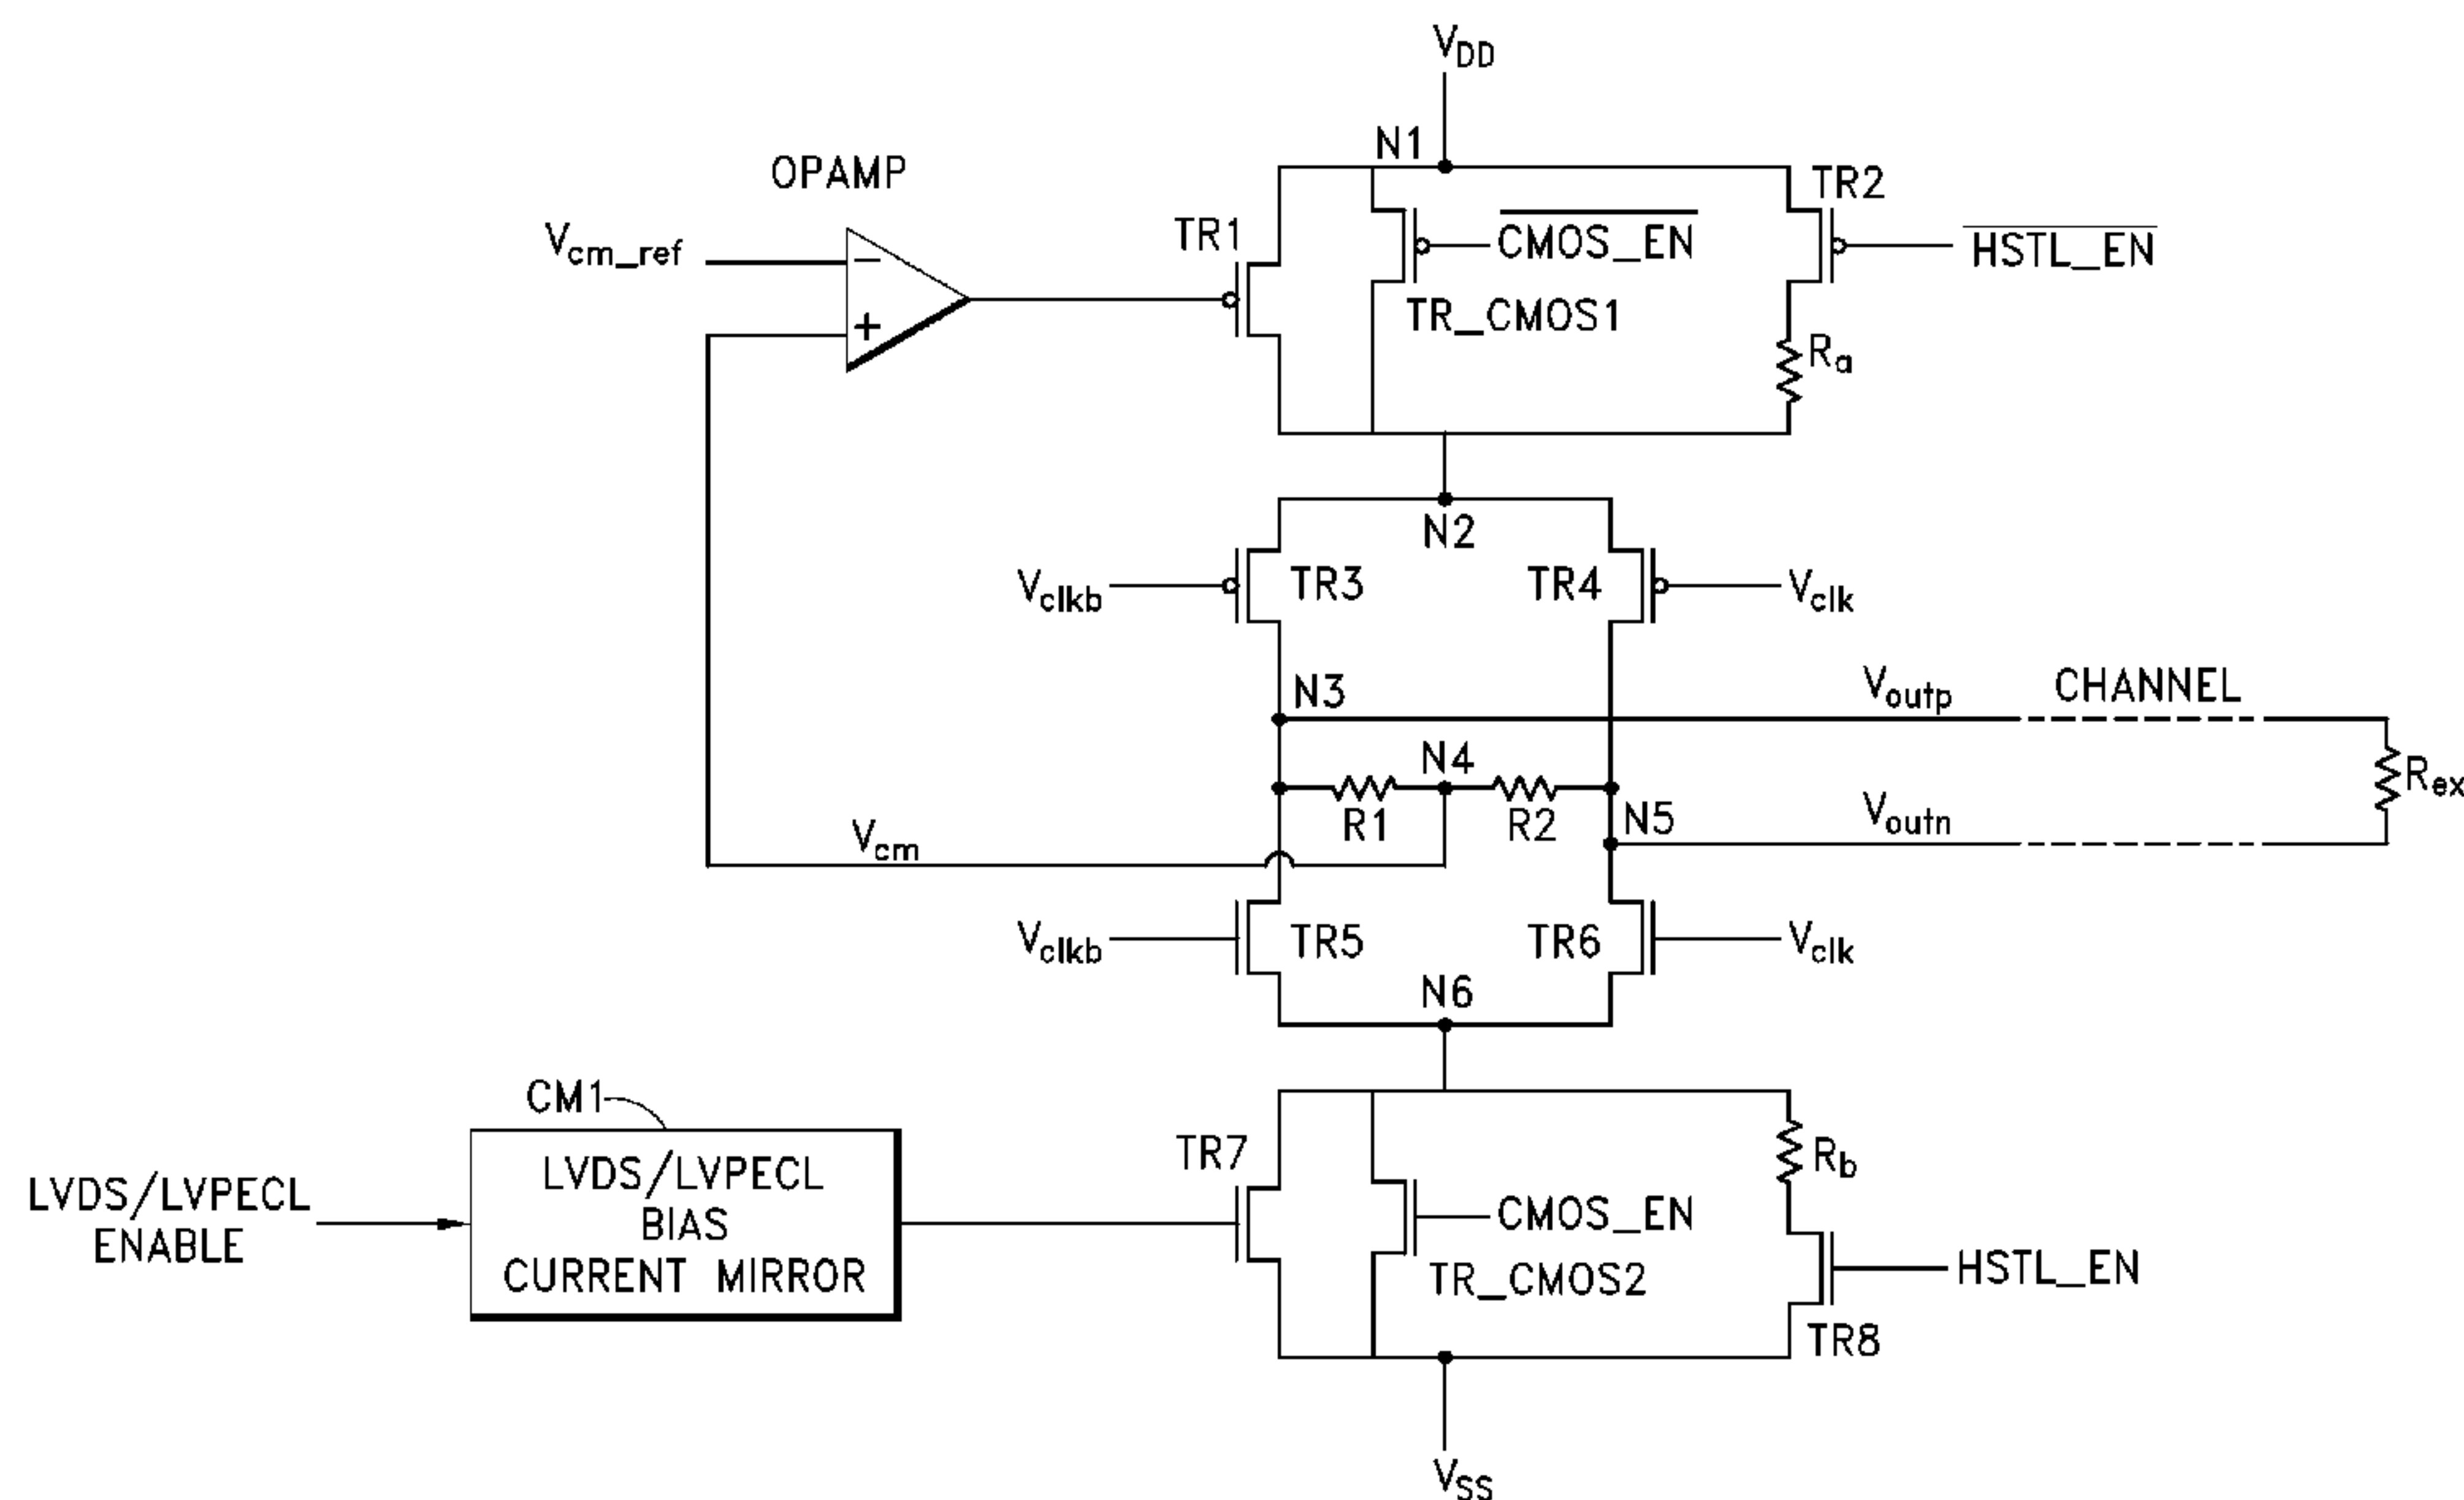 VDD
N1
OPAMP
TR2
Vcm_ref
−
TR1
CMOS_EN
HSTL_EN
+
TR_CMOS1
Ra
N2
Vclkb
TR3
TR4
Vclk
N3
Voutp
CHANNEL
N4
Rex
R1
R2
N5
Voutn
Vcm
Vclkb
TR5
TR6
Vclk
N6
CM1
TR7
Rb
LVDS/LVPECL
ENABLE
LVDS/LVPECL
BIAS
CURRENT MIRROR
CMOS_EN
TR_CMOS2
HSTL_EN
TR8
VSS